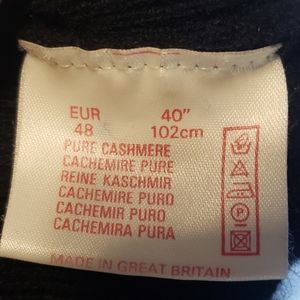 EUR 40"
48 102cm
PURE CASHMERE
CACHEMIRE PURE
REINE KASCHMIR
CACHEMIRE PURO
CACHEMIR PURO
CACHEMIRA PURA
P
MADE IN GREAT BRITAIN